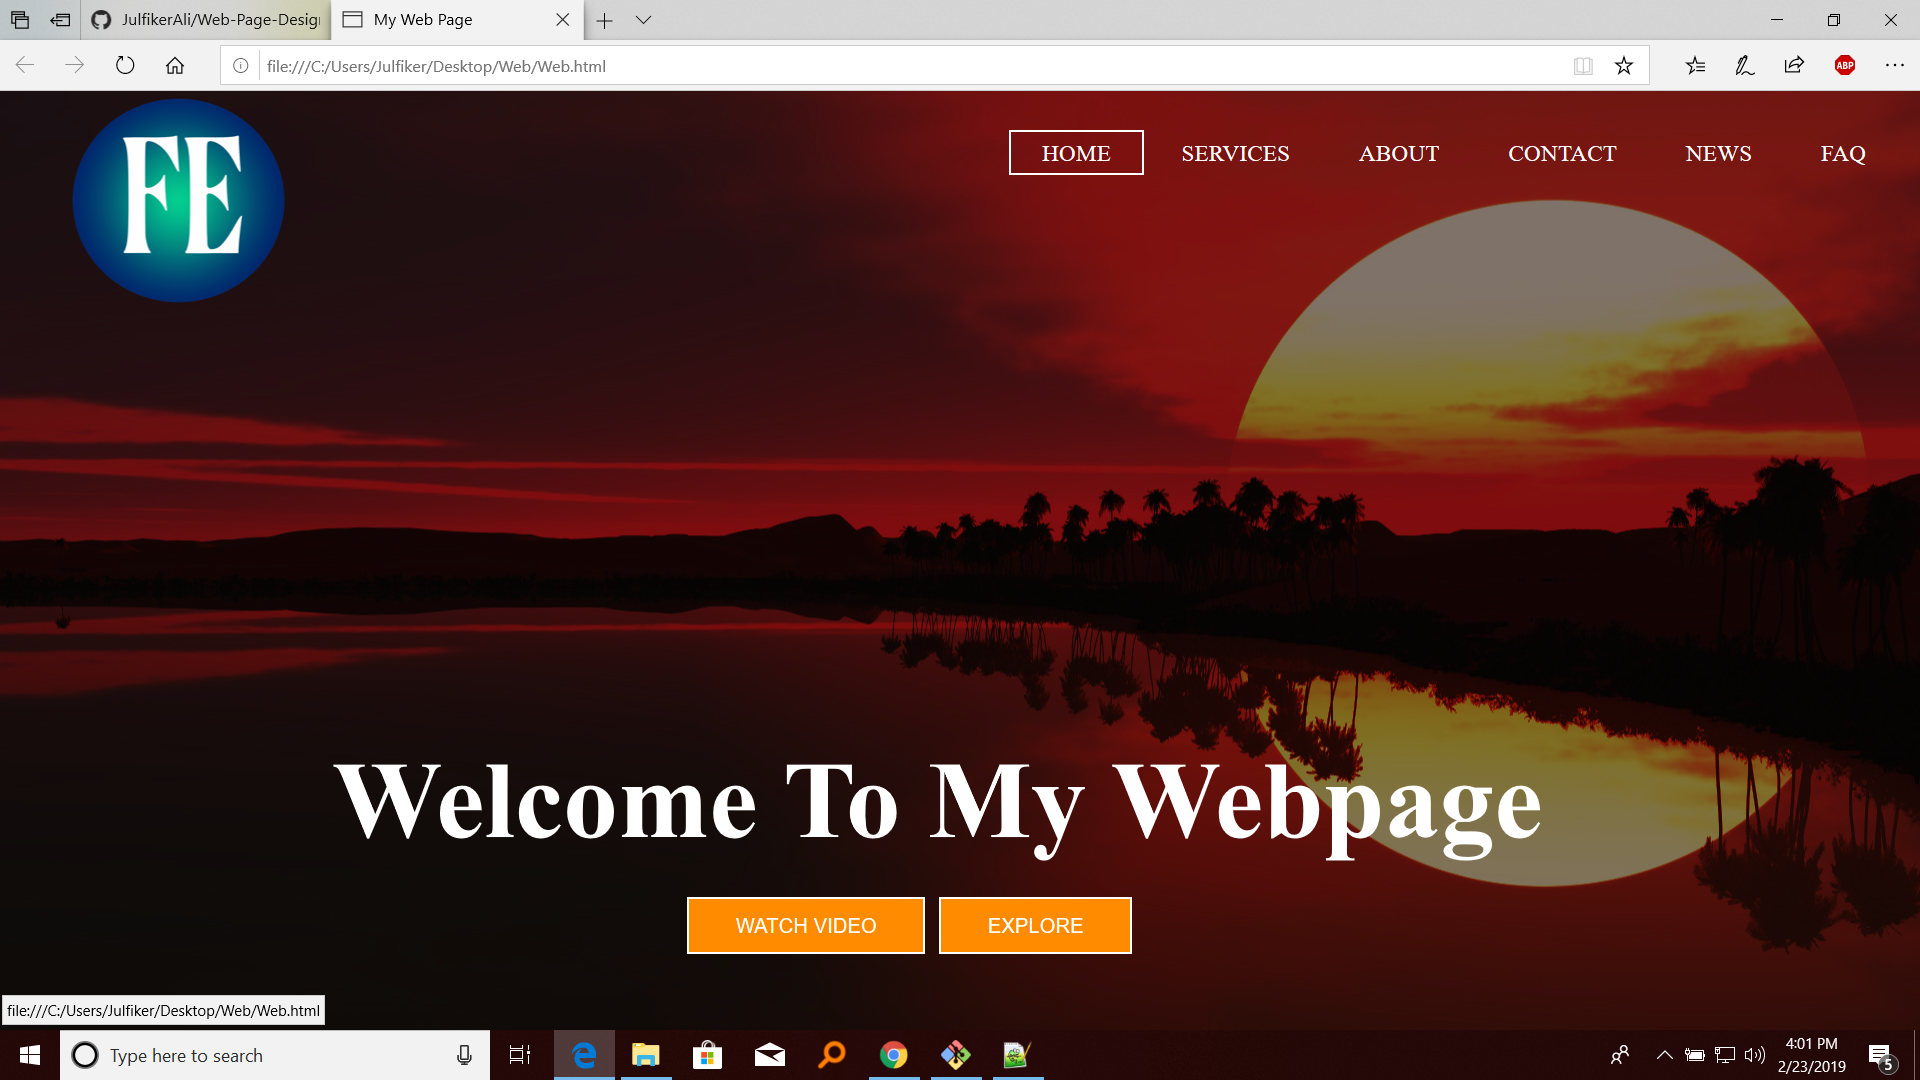 JulfikerAli/Web-Page-Desig
My Web Page
file:///C:/Users/Julfiker/Desktop/Web/Web.html
ABP
FE
HOME SERVICES ABOUT CONTACT NEWS FAQ
Welcome To My Webpage
WATCH VIDEO EXPLORE
file:///C:/Users/Julfiker/Desktop/Web/Web.html
Type here to search
4:01 PM
2/23/2019
5